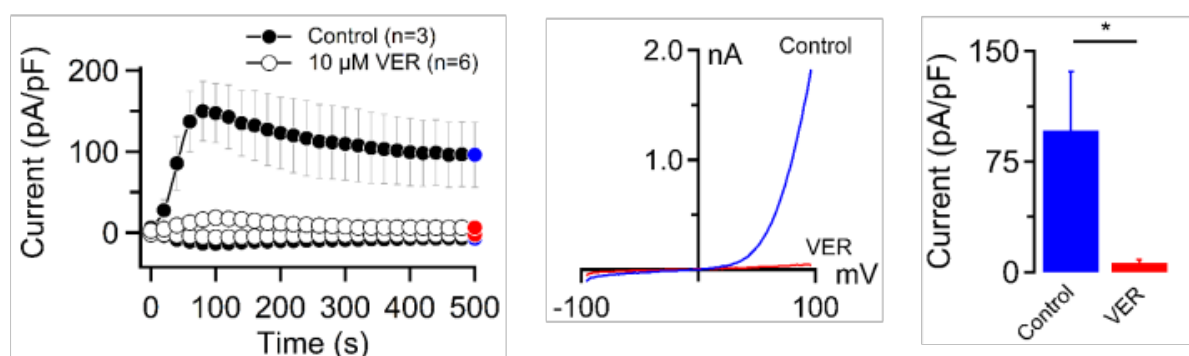 Control (n=3)
10 µM VER (n=6)
200
100
0
Current (pA/pF)
0 100 200 300 400 500
Time (s)
2.0
nA
Control
1.0
VER
mV
-100
100
*
150
75
0
Current (pA/pF)
Control
VER